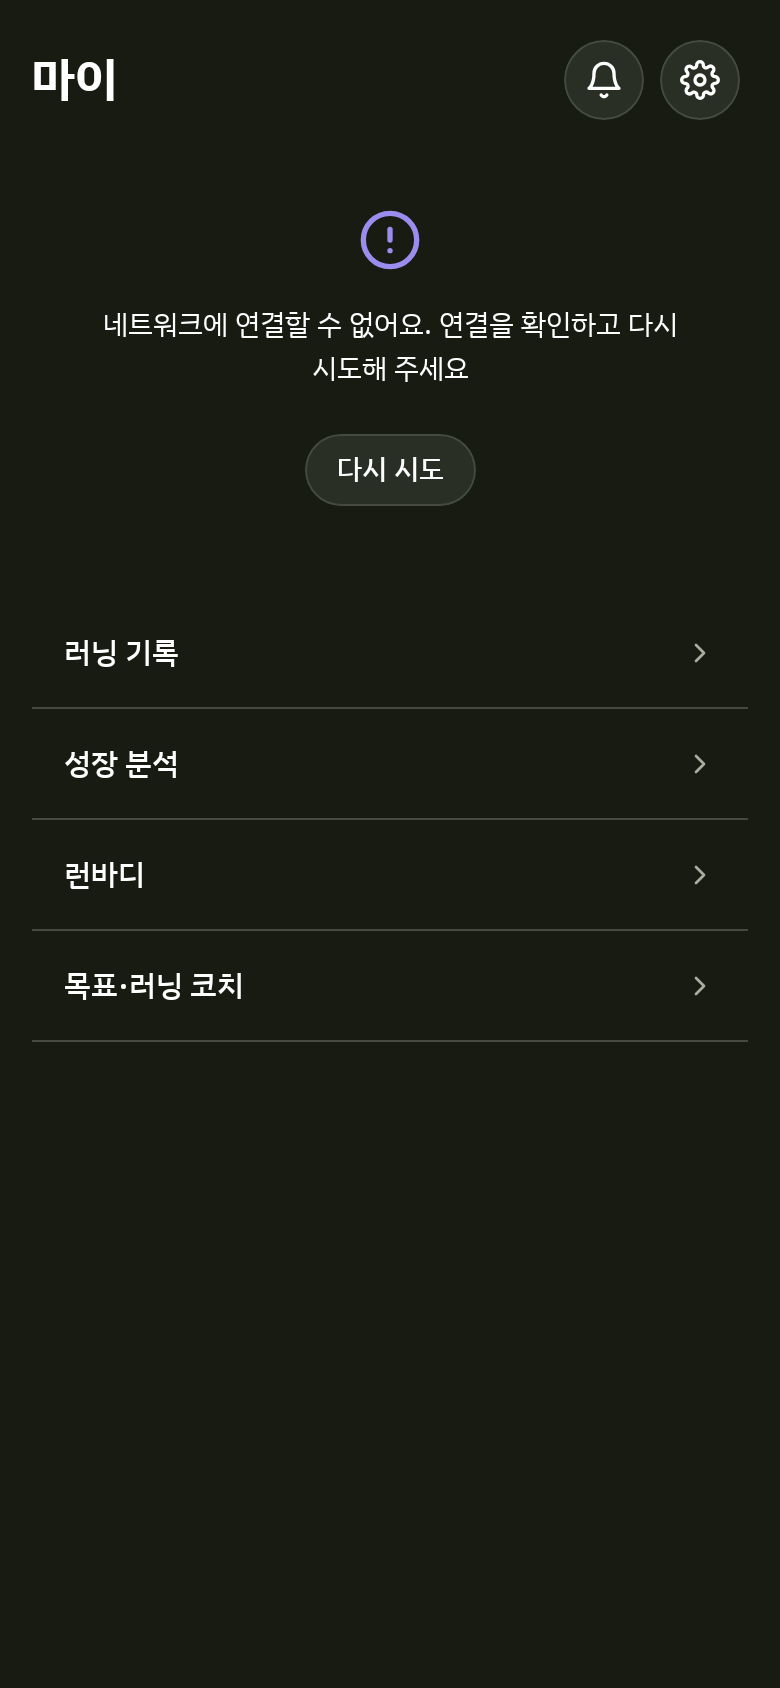 마이
네트워크에 연결할 수 없어요. 연결을 확인하고 다시
시도해 주세요
다시 시도
러닝 기록
성장 분석
런바디
목표·러닝 코치